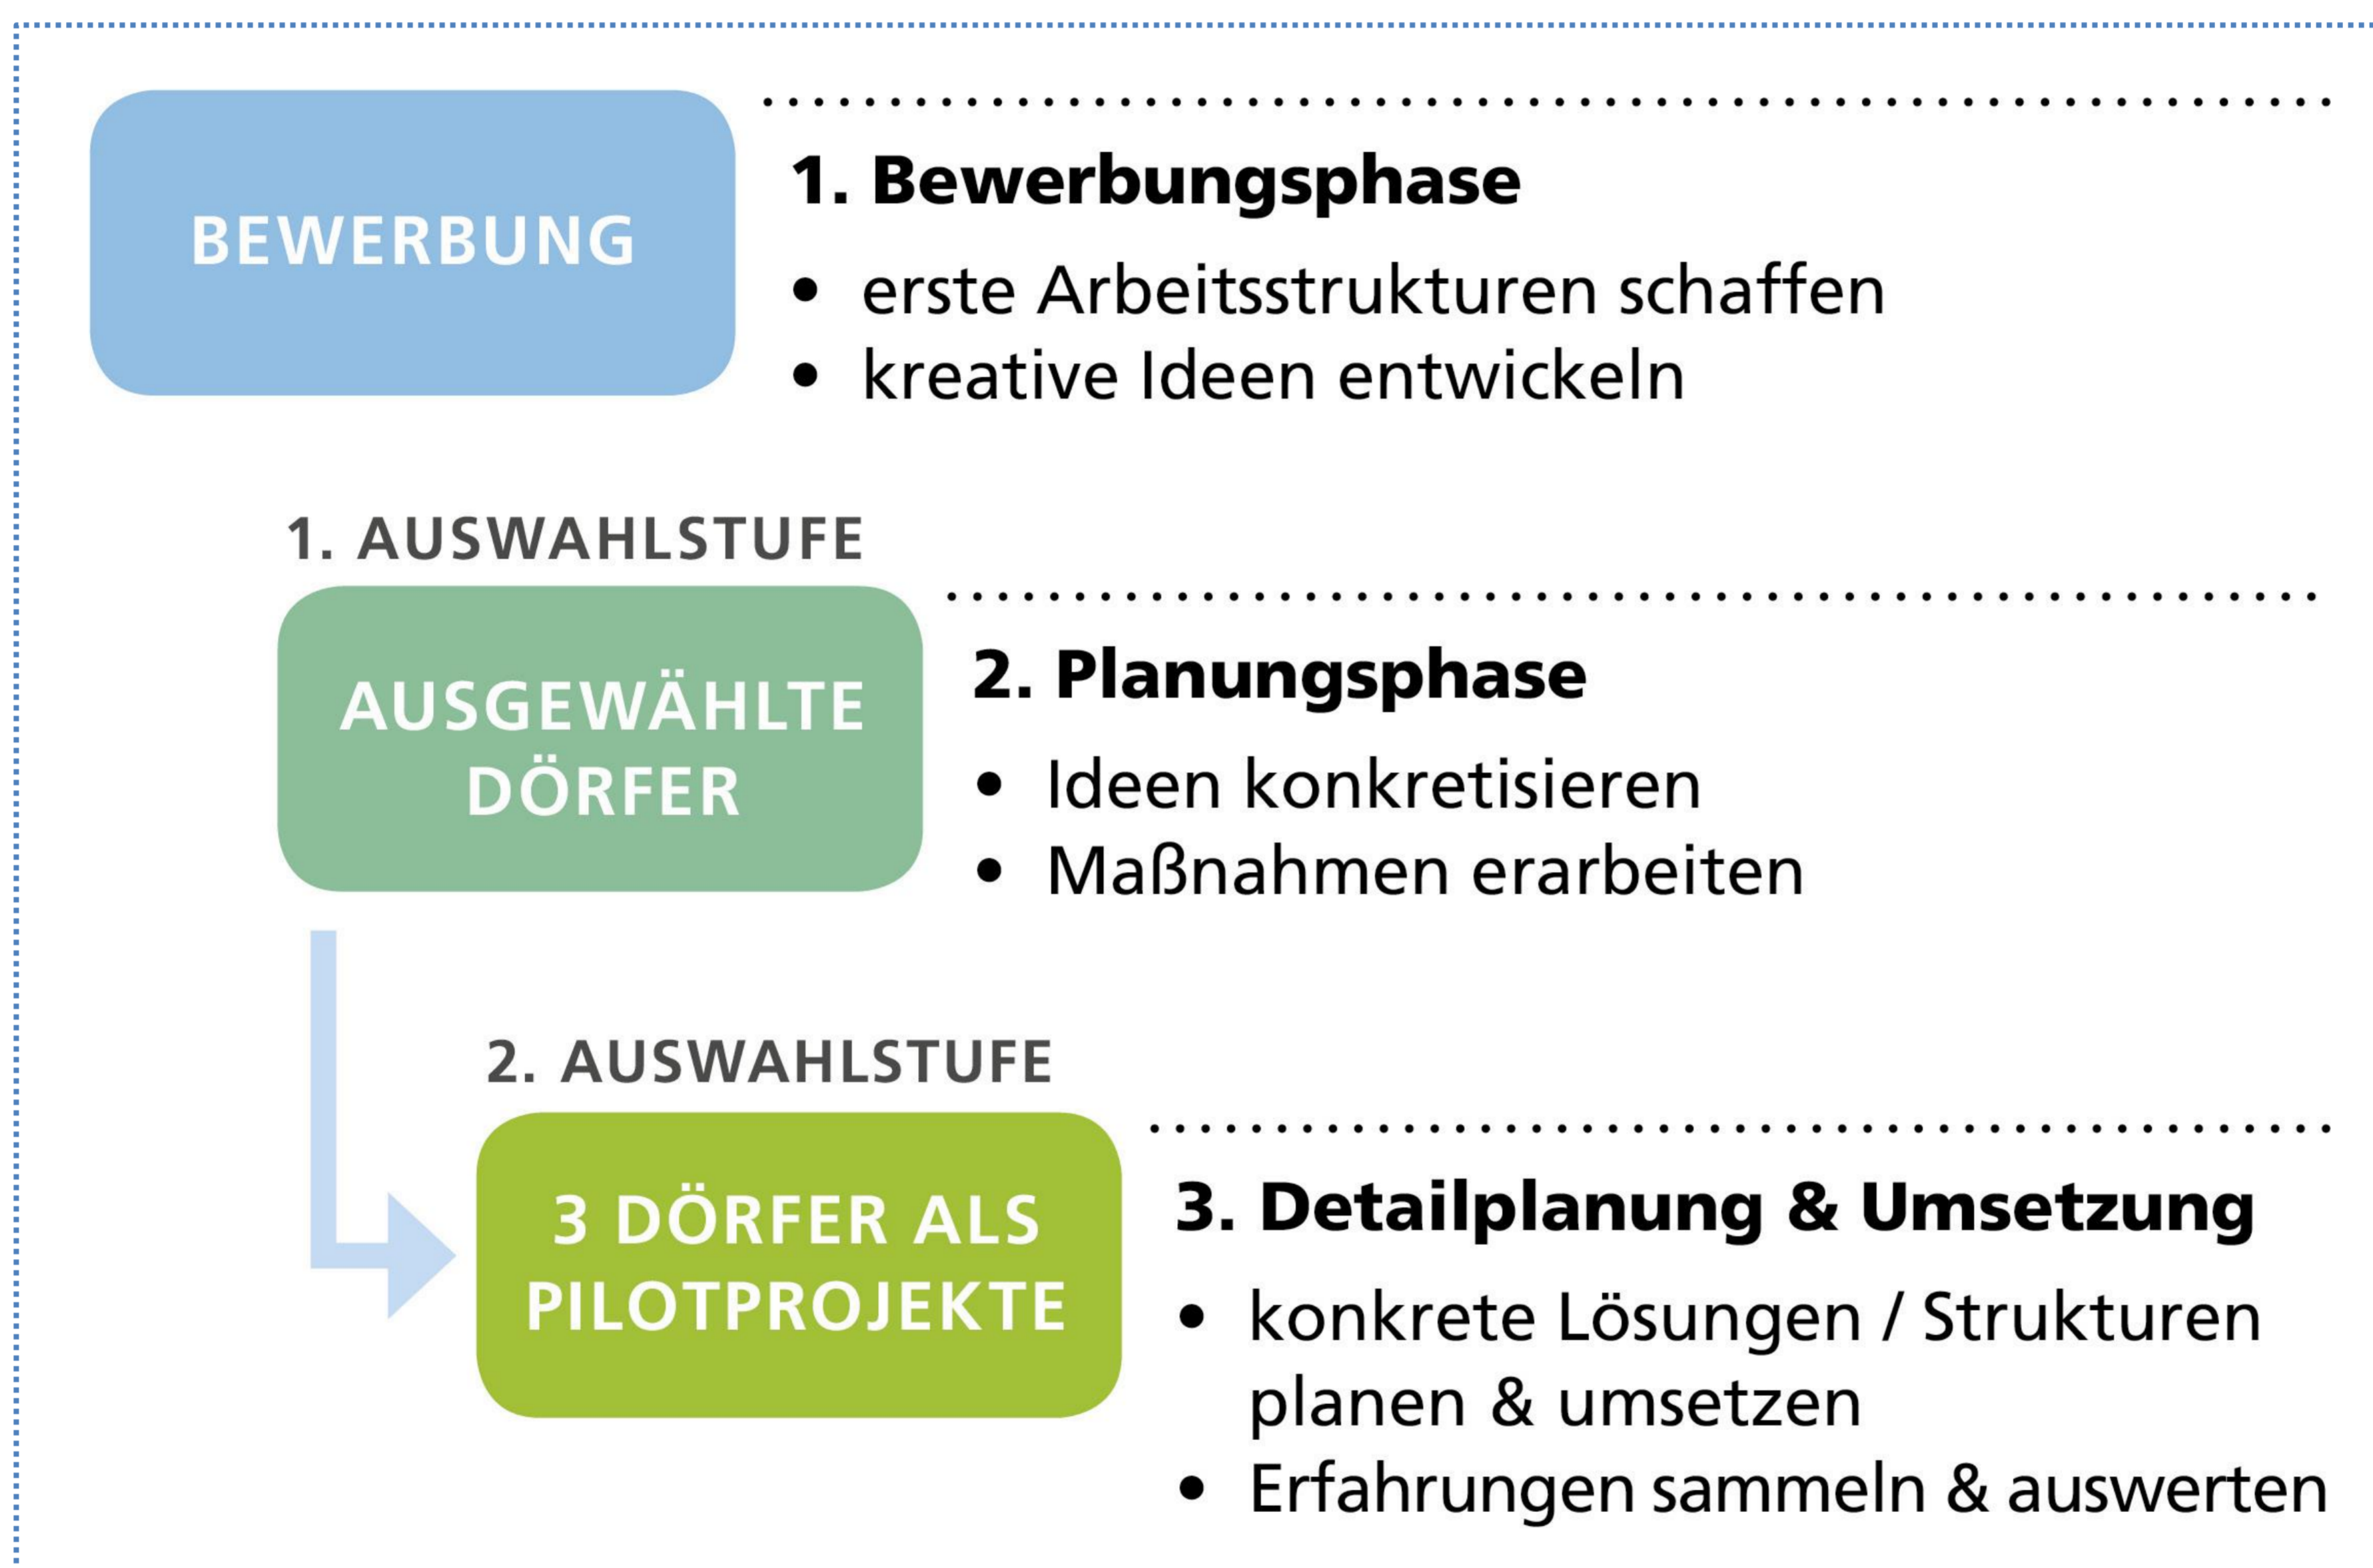 BEWERBUNG
1. Bewerbungsphase
• erste Arbeitsstrukturen schaffen
• kreative Ideen entwickeln
1. AUSWAHLSTUFE
AUSGEWÄHLTE
DÖRFER
2. Planungsphase
• Ideen konkretisieren
• Maßnahmen erarbeiten
2. AUSWAHLSTUFE
3 DÖRFER ALS
PILOTPROJEKTE
3. Detailplanung & Umsetzung
• konkrete Lösungen / Strukturen
planen & umsetzen
• Erfahrungen sammeln & auswerten